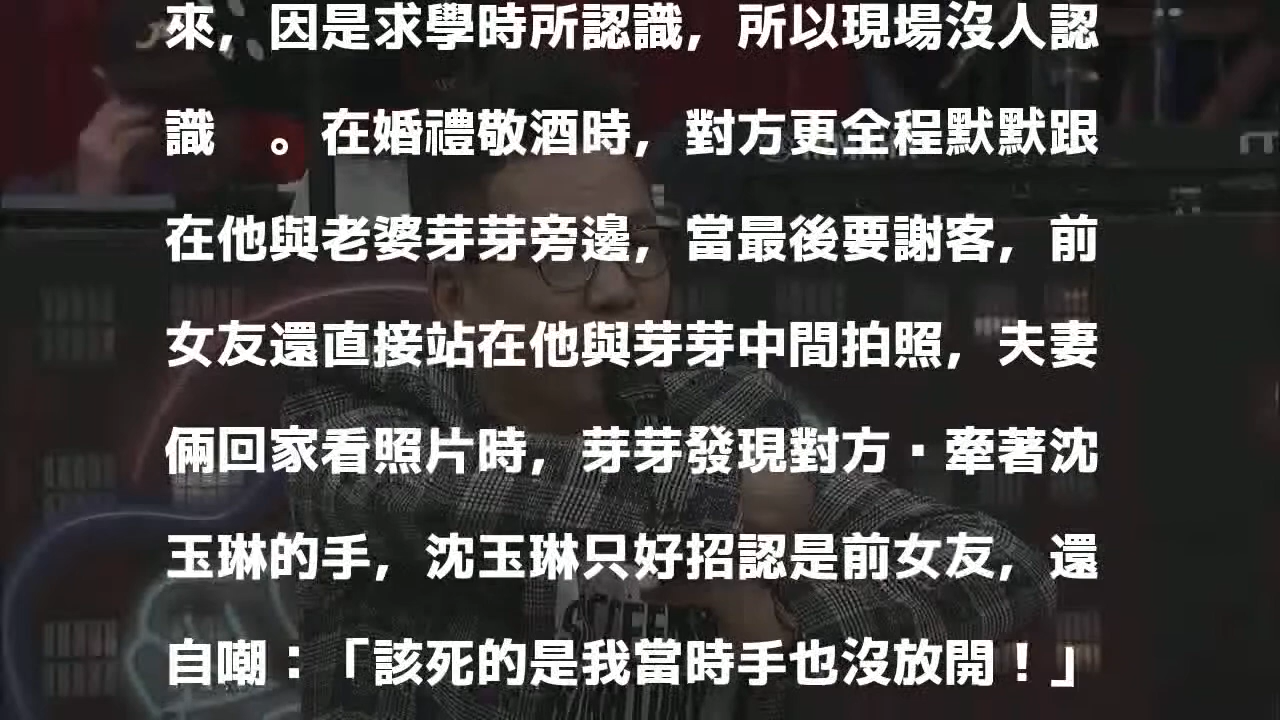 來，因是求學時所認識，所以現場沒人認
識　。在婚禮敬酒時，對方更全程默默跟
在他與老婆芽芽旁邊，當最後要謝客，前
女友還直接站在他與芽芽中間拍照，夫妻
倆回家看照片時，芽芽發現對方·牽著沈
玉琳的手，沈玉琳只好招認是前女友，還
自嘲：「該死的是我當時手也沒放開！」